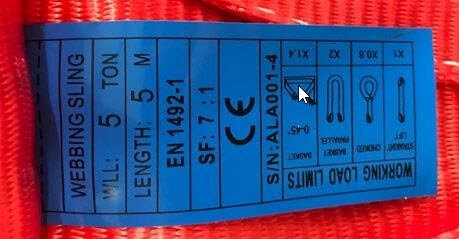 WEBBING SLING
WLL: 5 TON
LENGTH: 5 M
EN 1492-1
SF: 7 : 1
CE
S/N:ALA001-4
WORKING LOAD LIMITS
STRAIGHT LIFT
CHOKED
BASKET PARALLEL
BASKET
0-45°
X1
X0.8
X2
X1.4